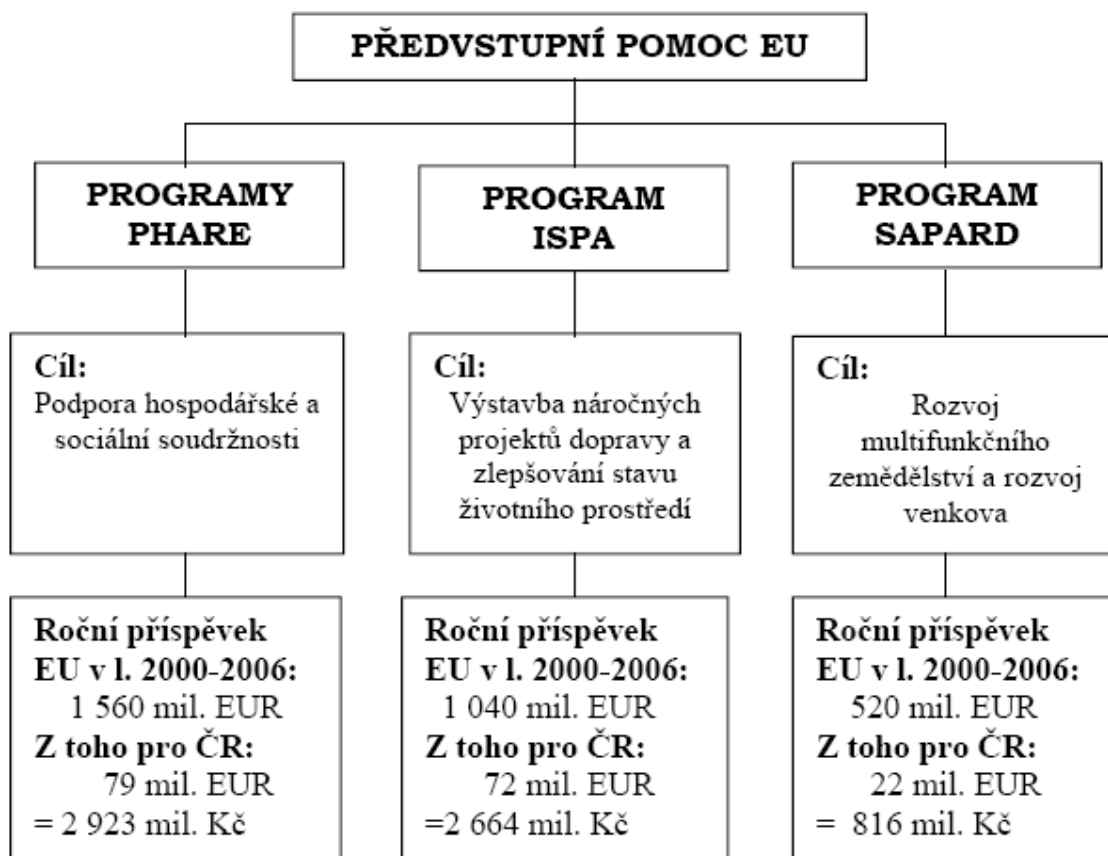 PŘEDVSTUPNÍ POMOC EU
PROGRAMY
PHARE
PROGRAM
ISPA
PROGRAM
SAPARD
Cíl:
Podpora hospodářské a
sociální soudržnosti
Cíl:
Výstavba náročných
projektů dopravy a
zlepšování stavu
životního prostředí
Cíl:
Rozvoj
multifunkčního
zemědělství a rozvoj
venkova
Roční příspěvek
EU v l. 2000-2006:
1 560 mil. EUR
Z toho pro ČR:
79 mil. EUR
= 2 923 mil. Kč
Roční příspěvek
EU v l. 2000-2006:
1 040 mil. EUR
Z toho pro ČR:
72 mil. EUR
=2 664 mil. Kč
Roční příspěvek
EU v l. 2000-2006:
520 mil. EUR
Z toho pro ČR:
22 mil. EUR
= 816 mil. Kč